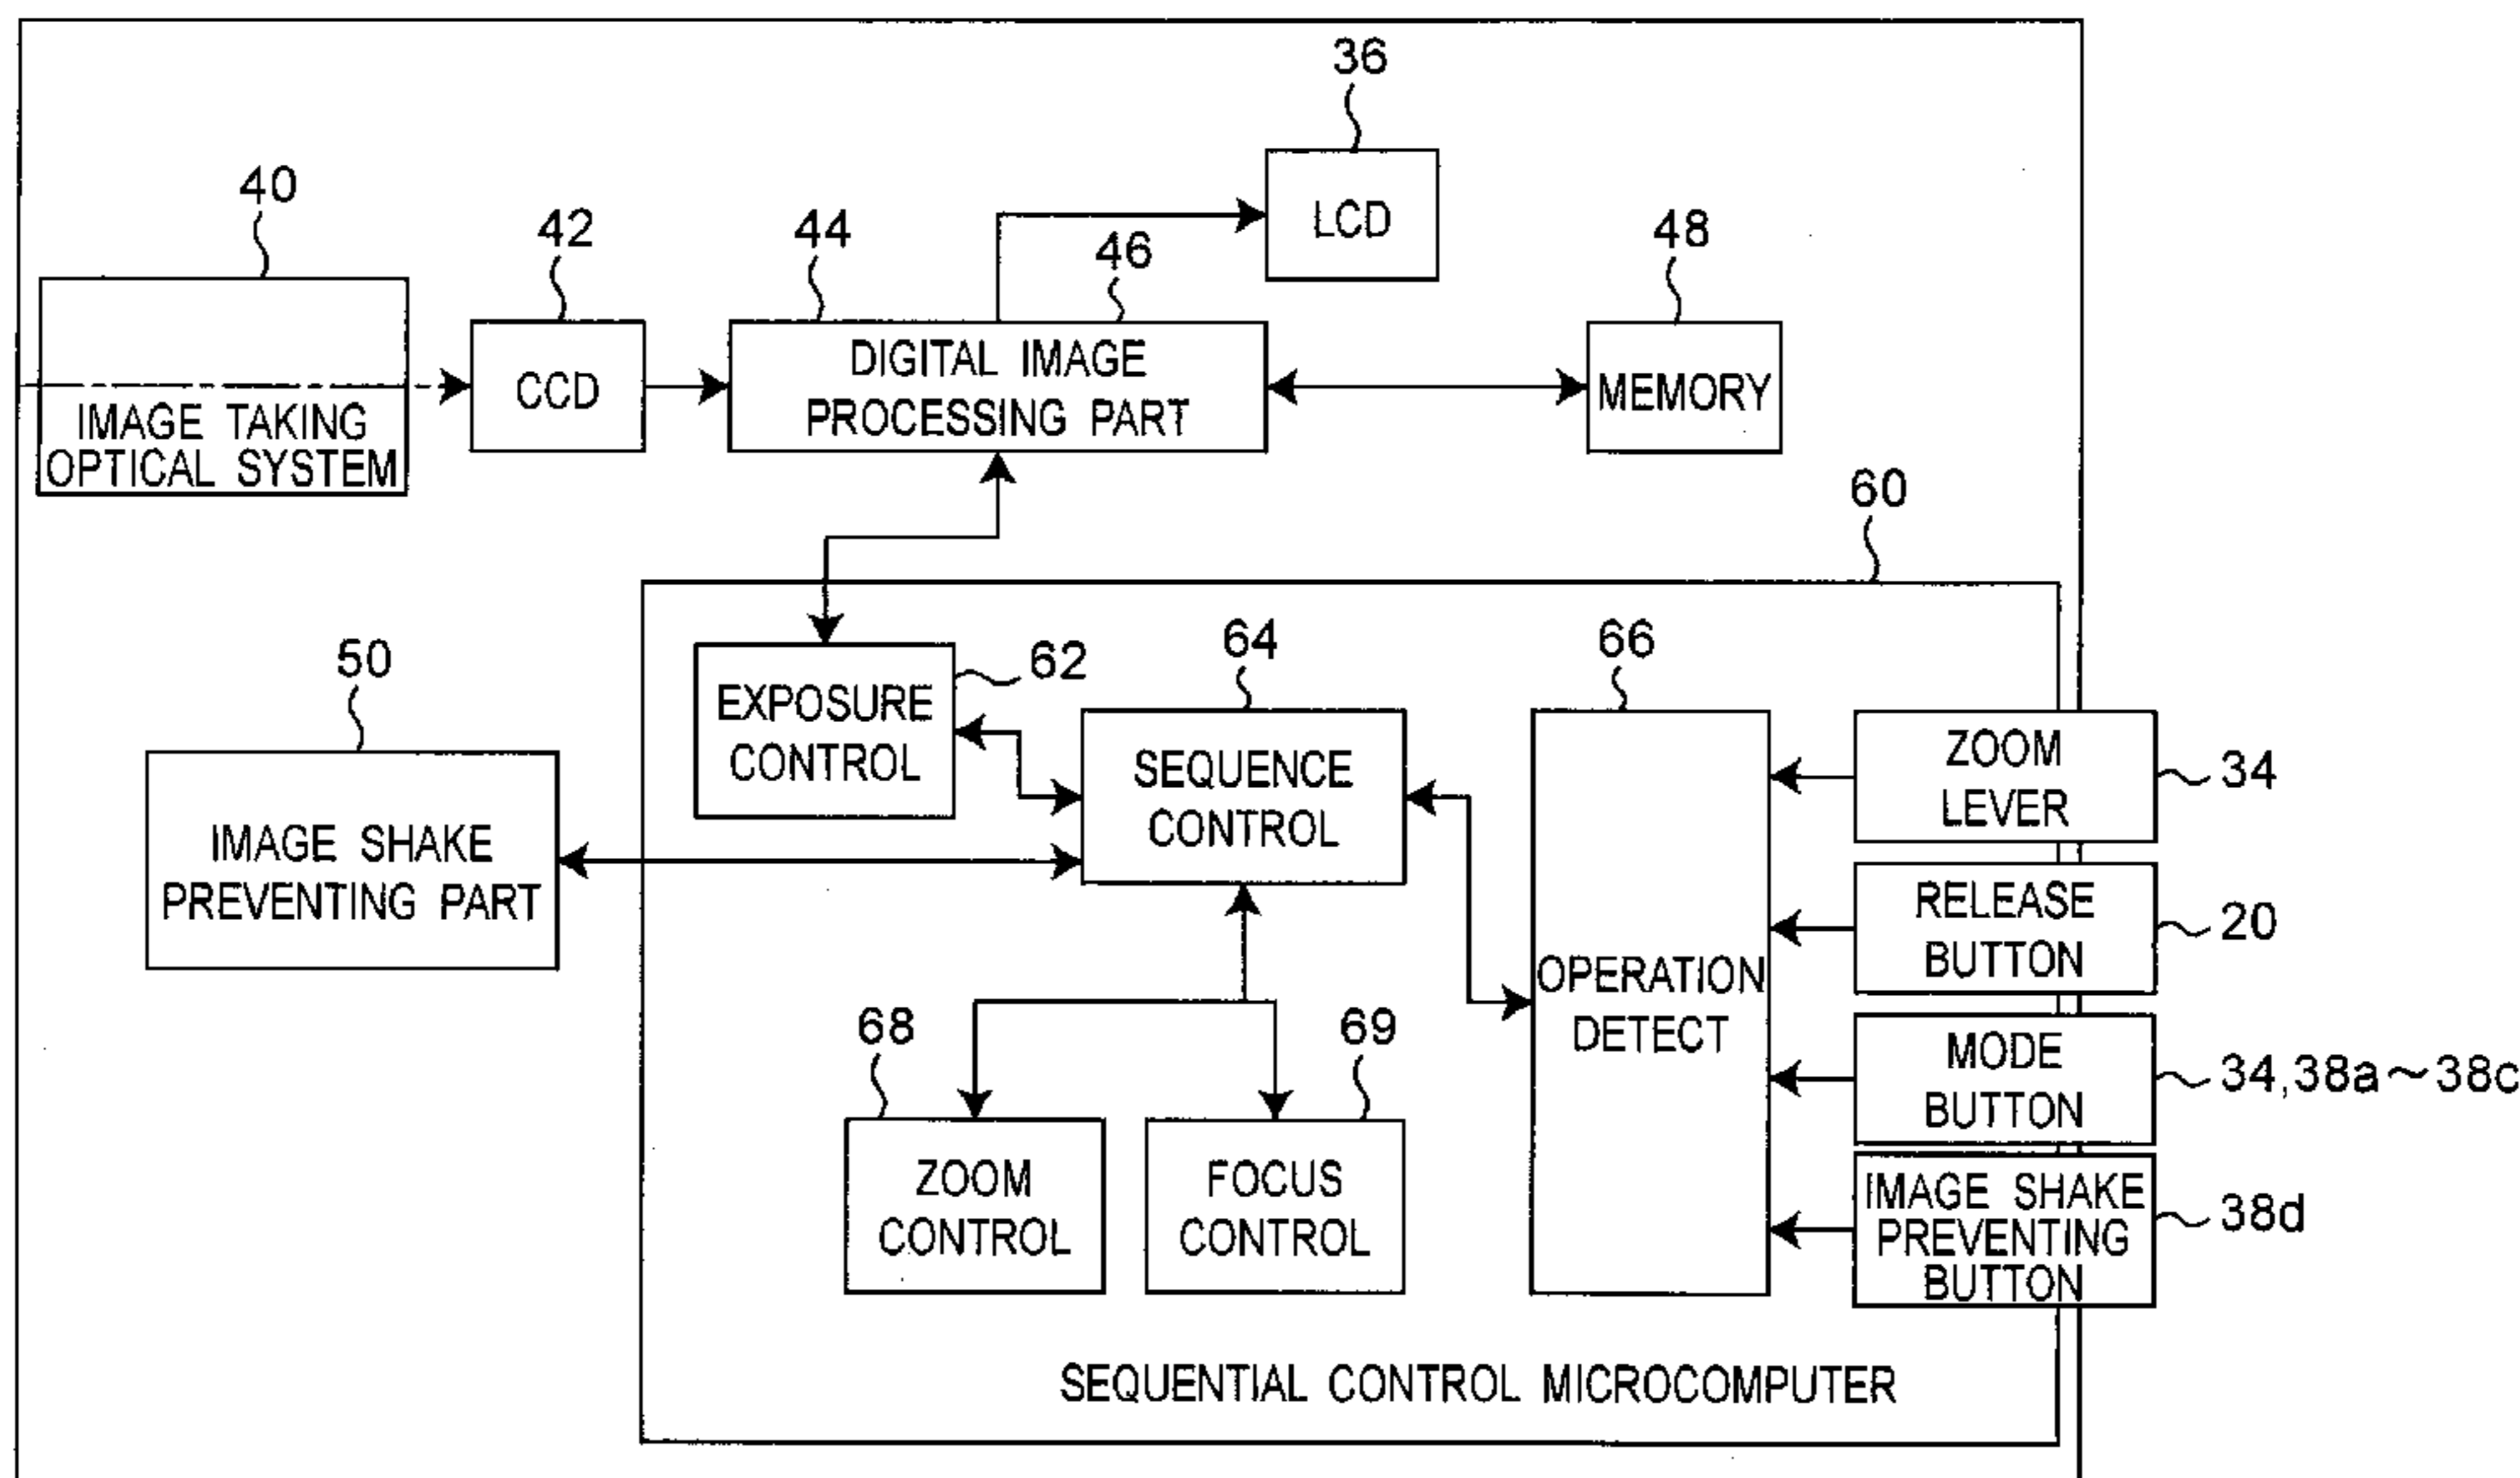 36
40
42
44
46
48
LCD
DIGITAL IMAGE
PROCESSING PART
CCD
MEMORY
IMAGE TAKING
OPTICAL SYSTEM
60
50
62
64
66
EXPOSURE
CONTROL
SEQUENCE
CONTROL
ZOOM
LEVER
34
IMAGE SHAKE
PREVENTING PART
RELEASE
BUTTON
20
OPERATION
DETECT
68
69
MODE
BUTTON
34,38a～38c
ZOOM
CONTROL
FOCUS
CONTROL
IMAGE SHAKE
PREVENTING
BUTTON
38d
SEQUENTIAL CONTROL MICROCOMPUTER